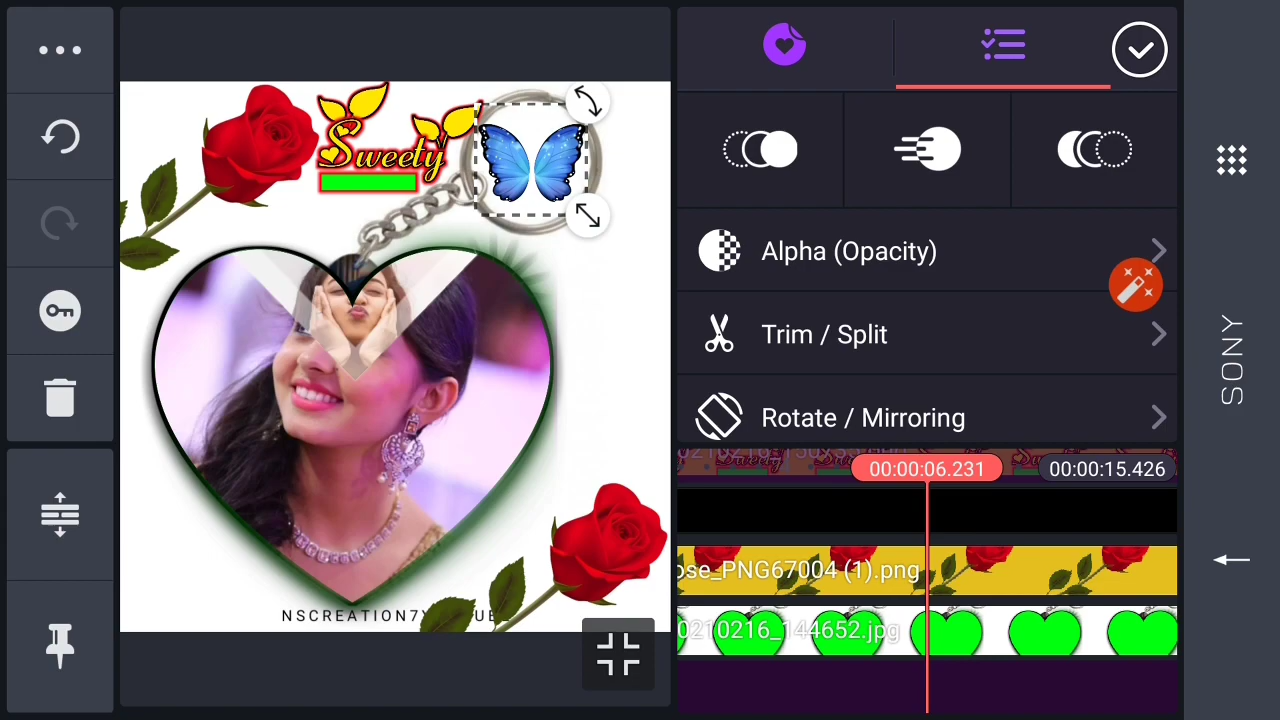 Sweety
NSCREATION7
Alpha (Opacity)
Trim / Split
Rotate / Mirroring
00:00:06.231
00:00:15.426
ose_PNG67004 (1).png
0210216_144652.jpg
SONY